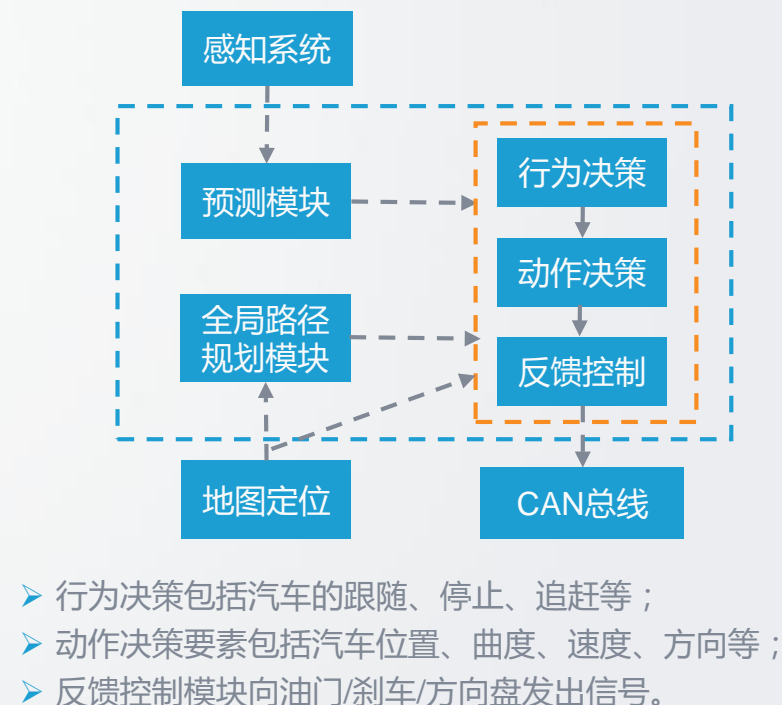 感知系统
预测模块
行为决策
动作决策
全局路径
规划模块
反馈控制
地图定位
CAN总线
行为决策包括汽车的跟随、停止、追赶等；
动作决策要素包括汽车位置、曲度、速度、方向等；
反馈控制模块向油门/刹车/方向盘发出信号。